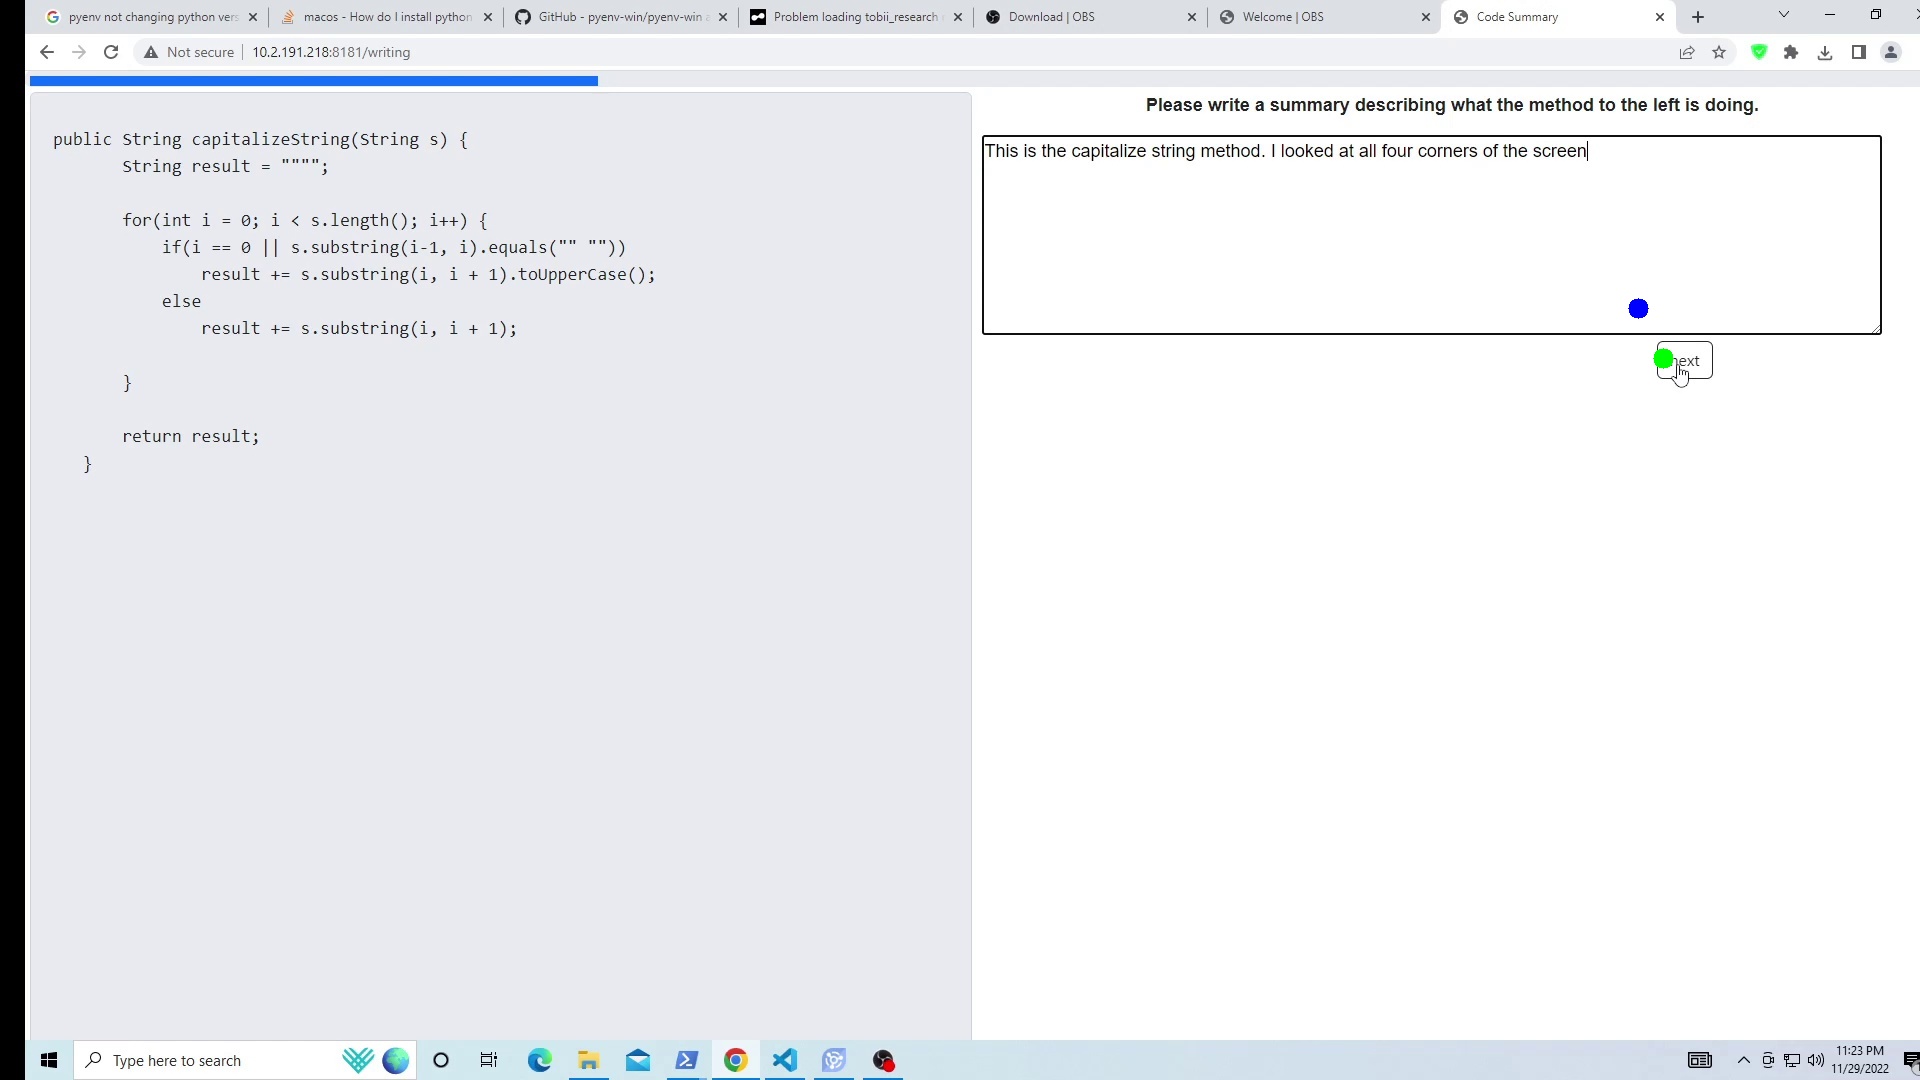 pyenv not changing python vers
macos - How do I install python
GitHub - pyenv-win/pyenv-win a
Problem loading tobii_research
Download | OBS
Welcome | OBS
Code Summary
Not secure
10.2.191.218:8181/writing
public String capitalizeString(String s) {
String result = """";
for(int i = 0; i < s.length(); i++) {
if(i == 0 || s.substring(i-1, i).equals("" ""))
result += s.substring(i, i + 1).toUpperCase();
else
result += s.substring(i, i + 1);
}
return result;
}
Please write a summary describing what the method to the left is doing.
This is the capitalize string method. I looked at all four corners of the screen
Type here to search
11:23 PM
11/29/2022